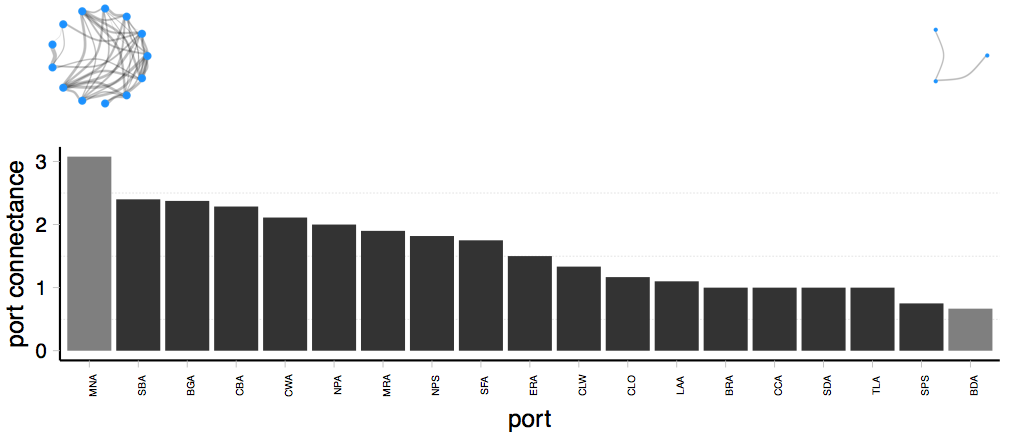 port connectance
3
2
1
0
MNA SBA BGA CBA CWA NPA MRA NPS SFA ERA CLW CLO LAA BRA CCA SDA TLA SPS BDA
port